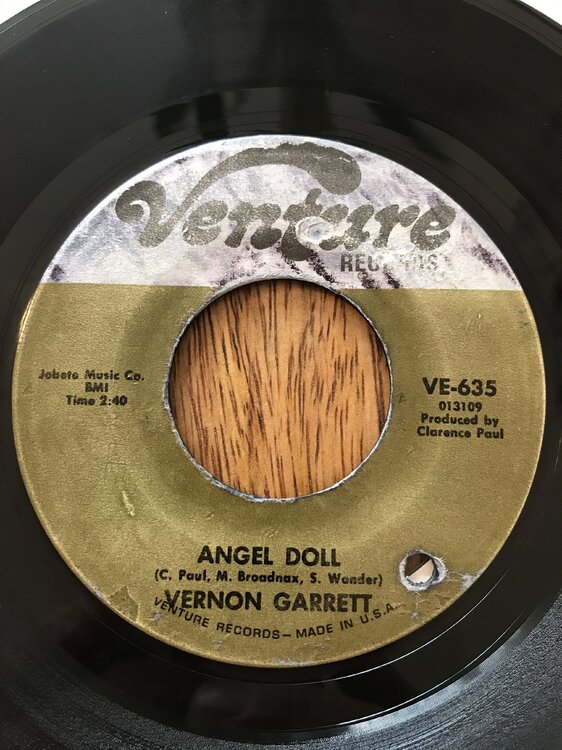 Venture
RECORDS
Jobete Music Co.
BMI
Time 2:40
VE-635
013109
Produced by
Clarence Paul
ANGEL DOLL
(C. Paul, M. Broadnax, S. Wonder)
VERNON GARRETT
VENTURE RECORDS - MADE IN U.S.A.